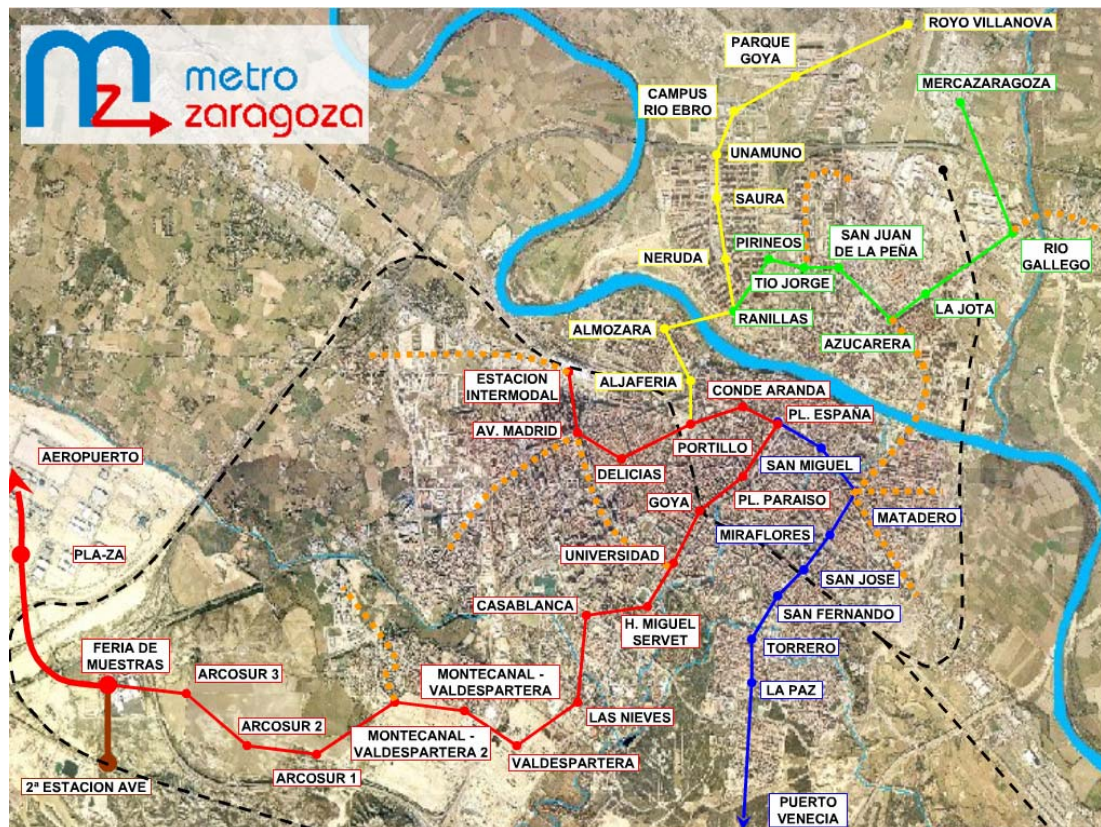 metro
zaragoza
ROYO VILLANOVA
PARQUE
GOYA
MERCAZARAGOZA
CAMPUS
RIO EBRO
UNAMUNO
SAURA
PIRINEOS
SAN JUAN
DE LA PEÑA
NERUDA
RIO
GALLEGO
TIO JORGE
LA JOTA
RANILLAS
ALMOZARA
AZUCARERA
ESTACION
INTERMODAL
ALJAFERIA
CONDE ARANDA
PL. ESPAÑA
AV. MADRID
PORTILLO
AEROPUERTO
SAN MIGUEL
DELICIAS
PL. PARAISO
GOYA
MATADERO
MIRAFLORES
PLA-ZA
UNIVERSIDAD
SAN JOSE
CASABLANCA
SAN FERNANDO
H. MIGUEL
SERVET
FERIA DE
MUESTRAS
TORRERO
ARCOSUR 3
MONTECANAL -
VALDESPARTERA
LA PAZ
LAS NIEVES
ARCOSUR 2
MONTECANAL -
VALDESPARTERA 2
VALDESPARTERA
ARCOSUR 1
2ª ESTACION AVE
PUERTO
VENECIA